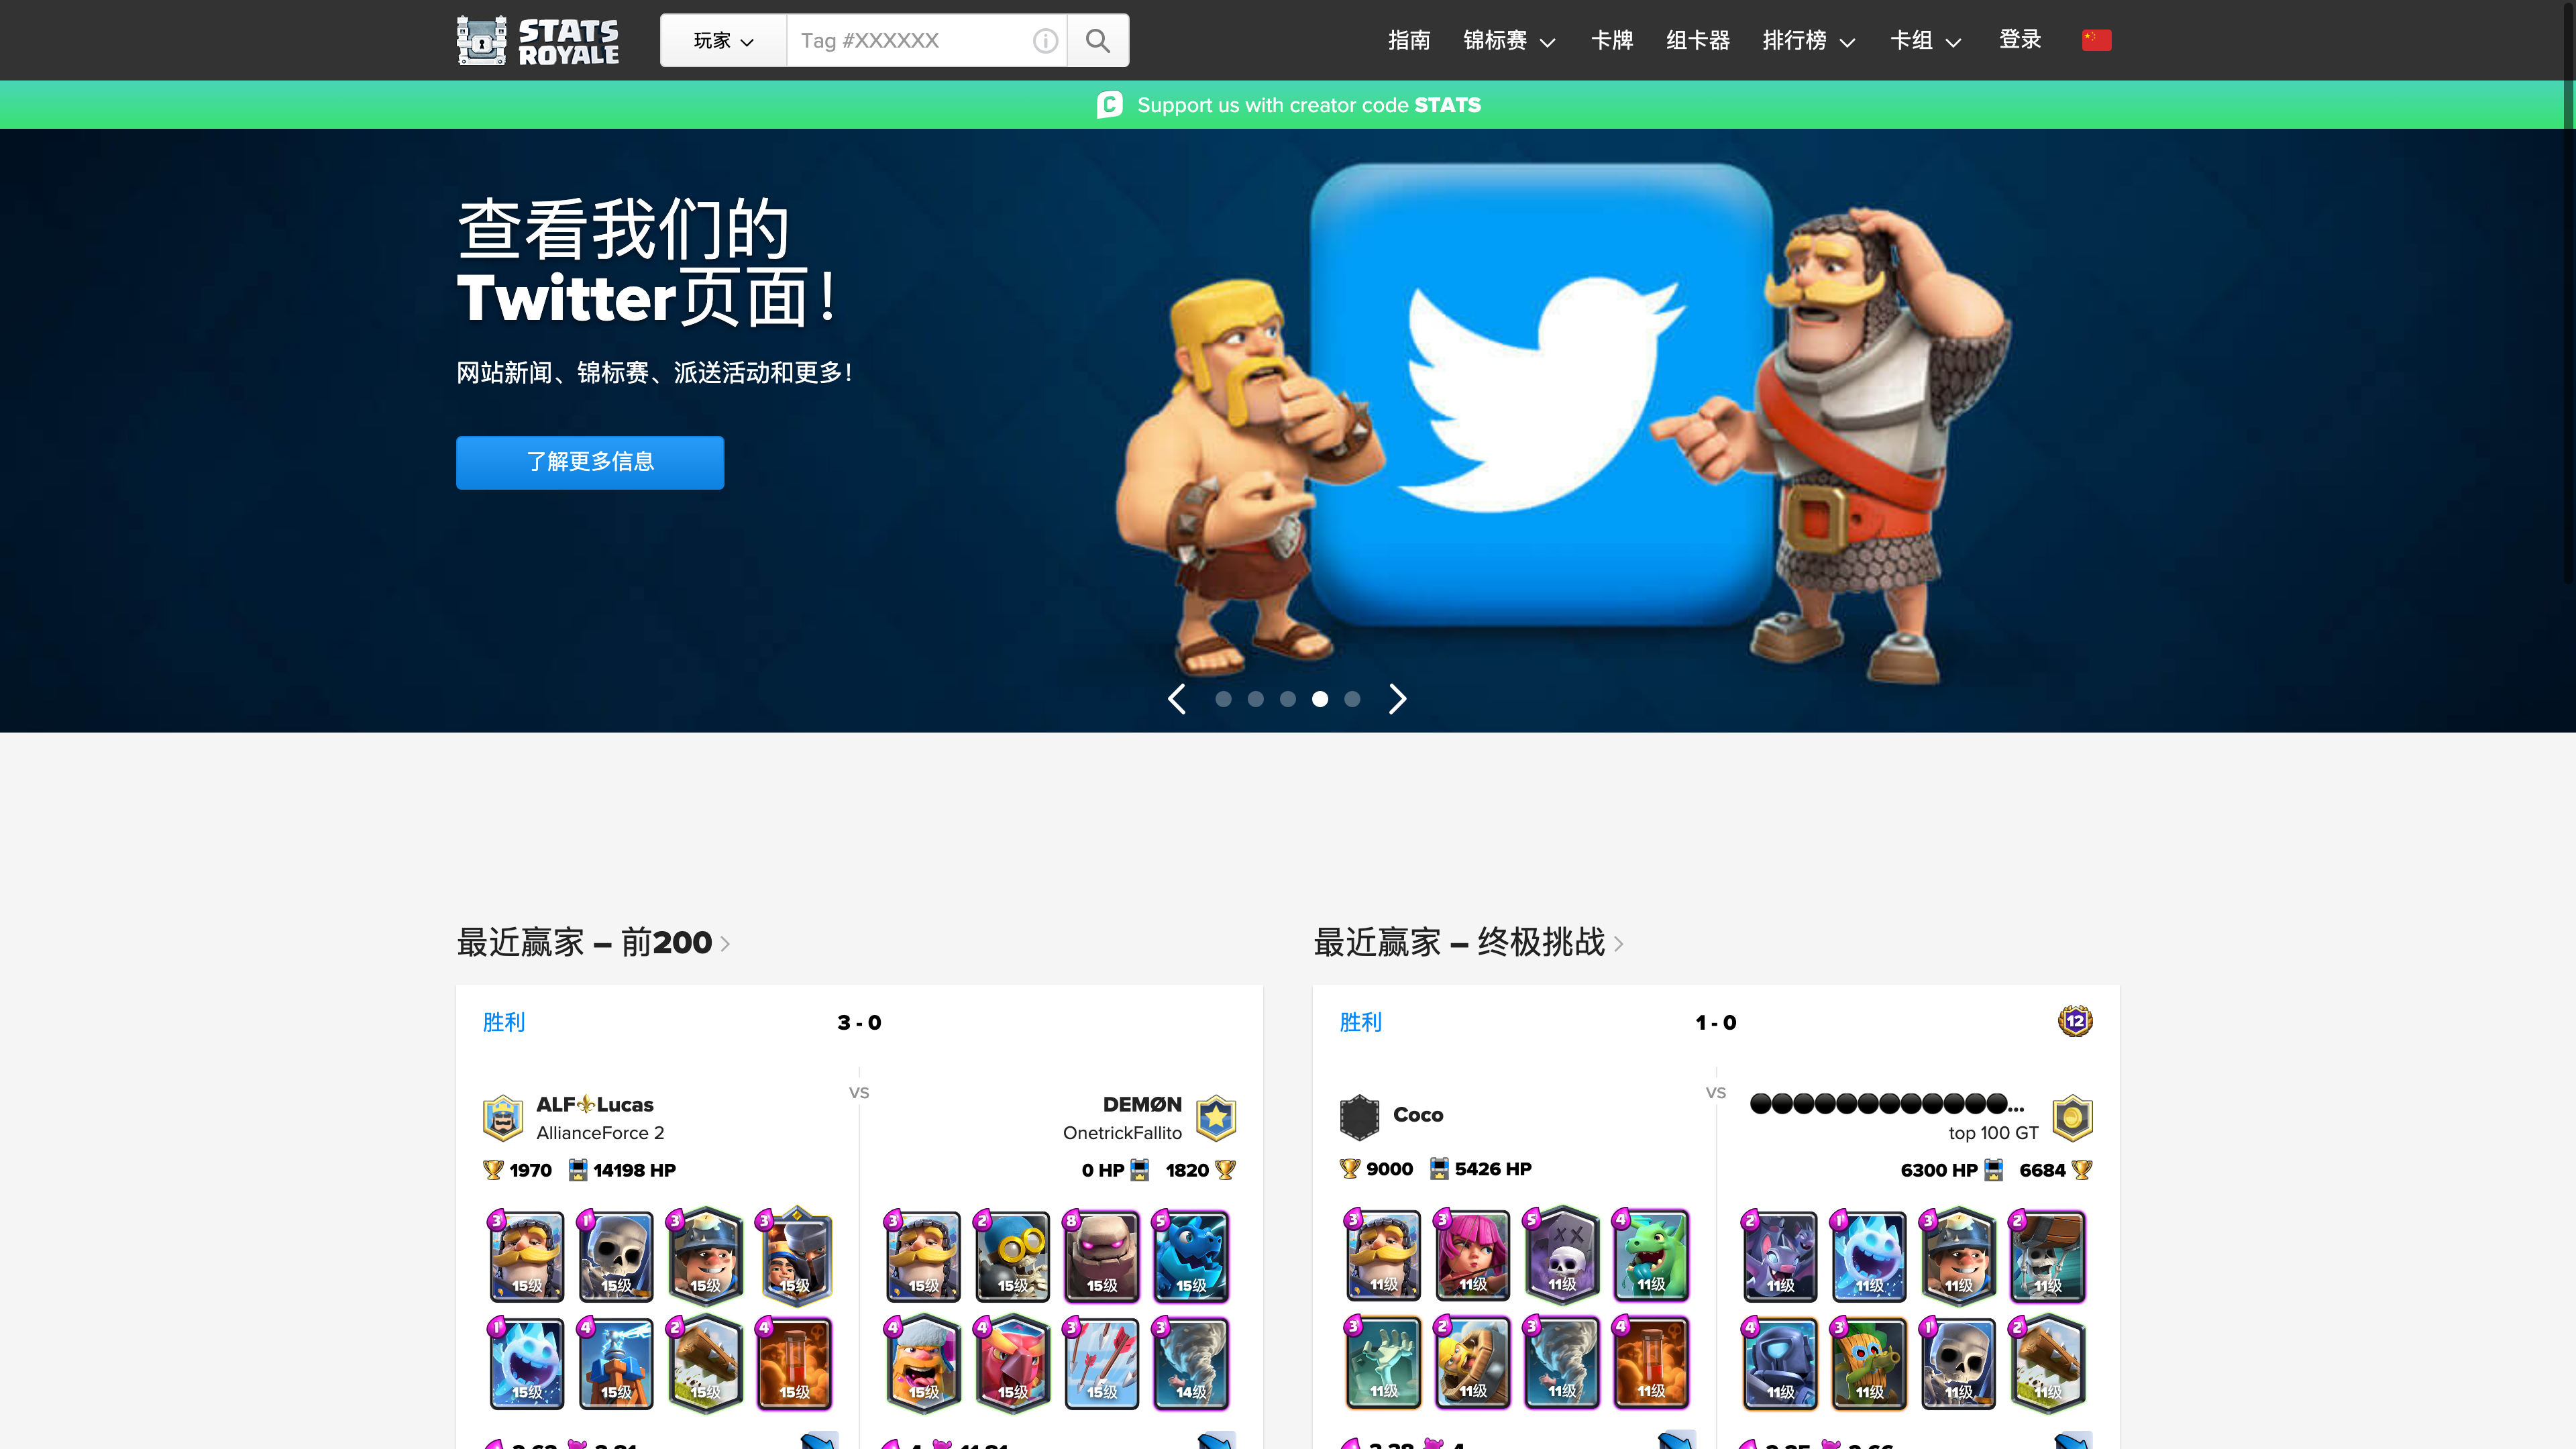 STATS
ROYALE
玩家
Tag #XXXXXX
指南
锦标赛
卡牌
组卡器
排行榜
卡组
登录
Support us with creator code STATS
查看我们的
Twitter页面！
网站新闻、锦标赛、派送活动和更多！
了解更多信息
最近赢家 – 前200
胜利
3 - 0
VS
ALF⚜Lucas
AllianceForce 2
1970 14198 HP
DEMØN
OnetrickFallito
0 HP 1820
3 15级 1 15级 3 15级 3 15级
3 15级 2 15级 8 15级 5 15级
1 15级 4 15级 2 15级 4 15级
4 15级 4 15级 3 15级 3 14级
最近赢家 – 终极挑战
胜利
1 - 0
12
VS
Coco
9000 5426 HP
⚫⚫⚫⚫⚫⚫⚫⚫⚫⚫⚫⚫...
top 100 GT
6300 HP 6684
3 11级 3 11级 5 11级 4 11级
2 11级 1 11级 3 11级 2 11级
3 11级 2 11级 3 11级 4 11级
4 11级 3 11级 1 11级 2 11级